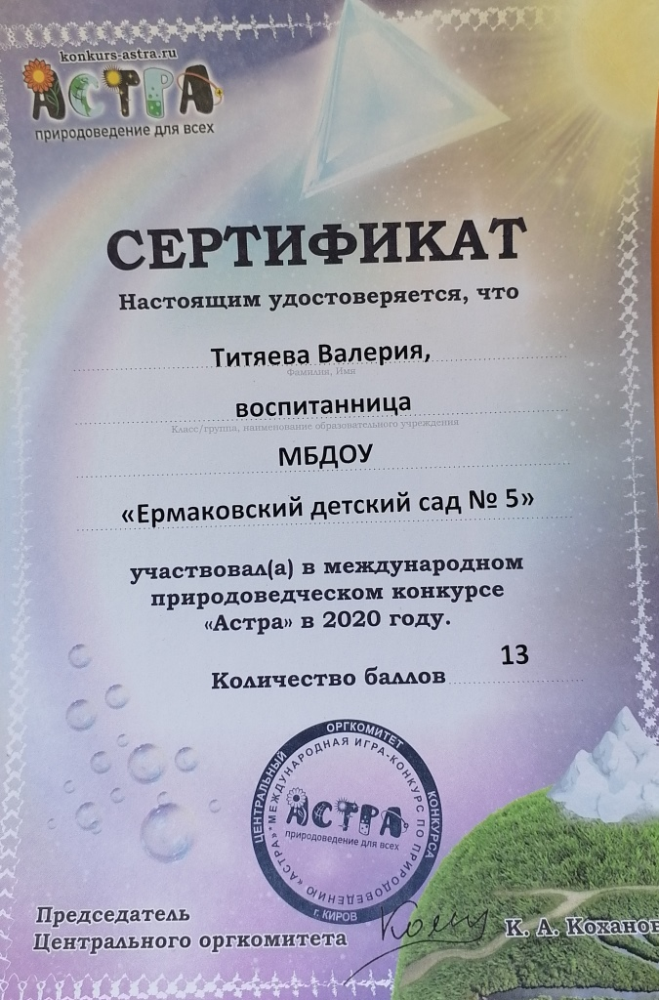 konkurs-astra.ru
АСТРА
природоведение для всех
СЕРТИФИКАТ
Настоящим удостоверяется, что
Титяева Валерия,
Фамилия, Имя
воспитанница
Класс/группа, наименование образовательного учреждения
МБДОУ
«Ермаковский детский сад № 5»
участвовал(а) в международном
природоведческом конкурсе
«Астра» в 2020 году.
Количество баллов 13
ЦЕНТРАЛЬНЫЙ ОРГКОМИТЕТ КОНКУРСА
МЕЖДУНАРОДНАЯ ИГРА-КОНКУРС ПО ПРИРОДОВЕДЕНИЮ «АСТРА»
АСТРА
природоведение для всех
г. КИРОВ
Председатель
Центрального оргкомитета
К. А. Коханов